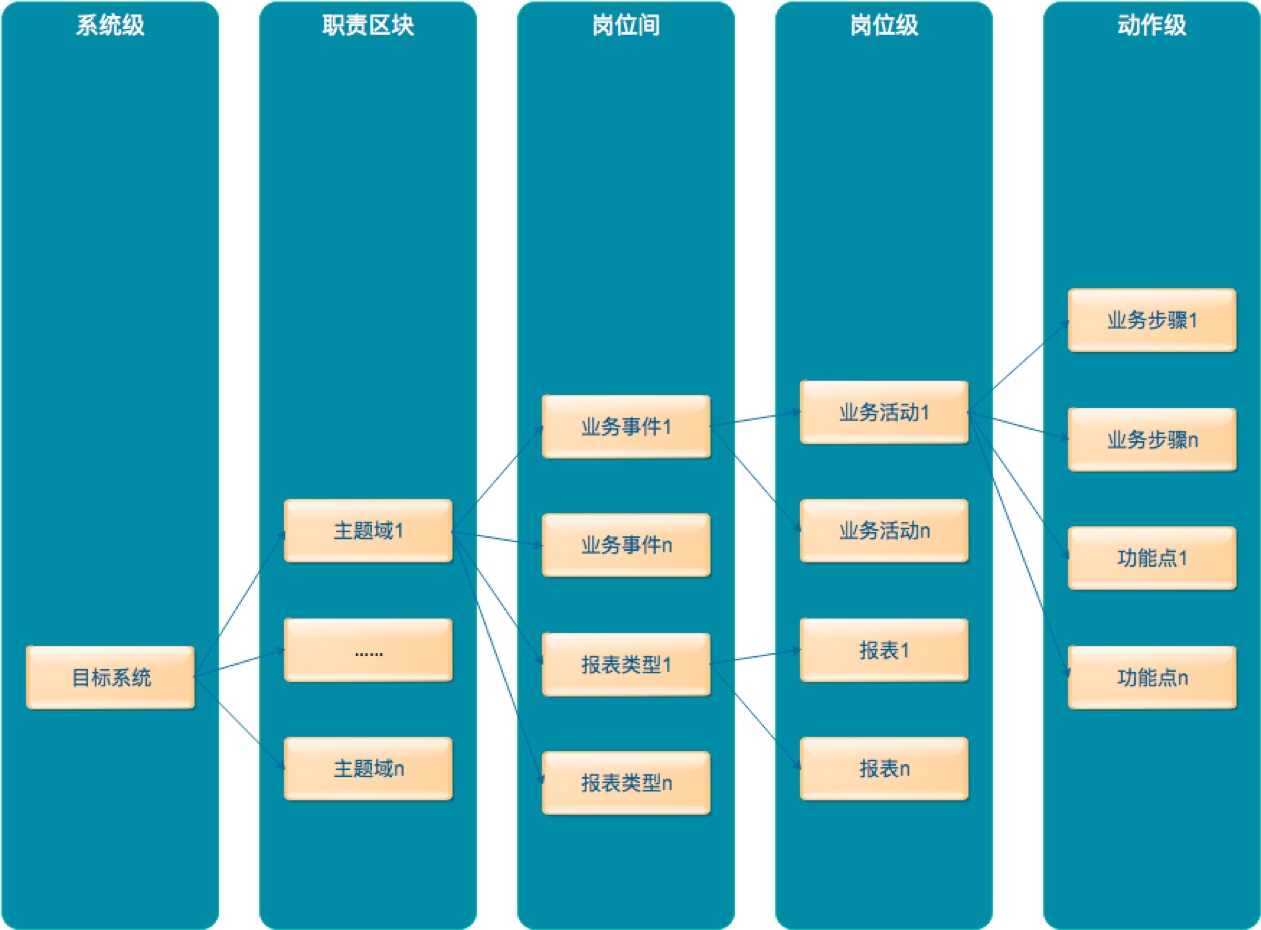 系统级
职责区块
岗位间
岗位级
动作级
目标系统
主题域1
......
主题域n
业务事件1
业务事件n
报表类型1
报表类型n
业务活动1
业务活动n
报表1
报表n
业务步骤1
业务步骤n
功能点1
功能点n